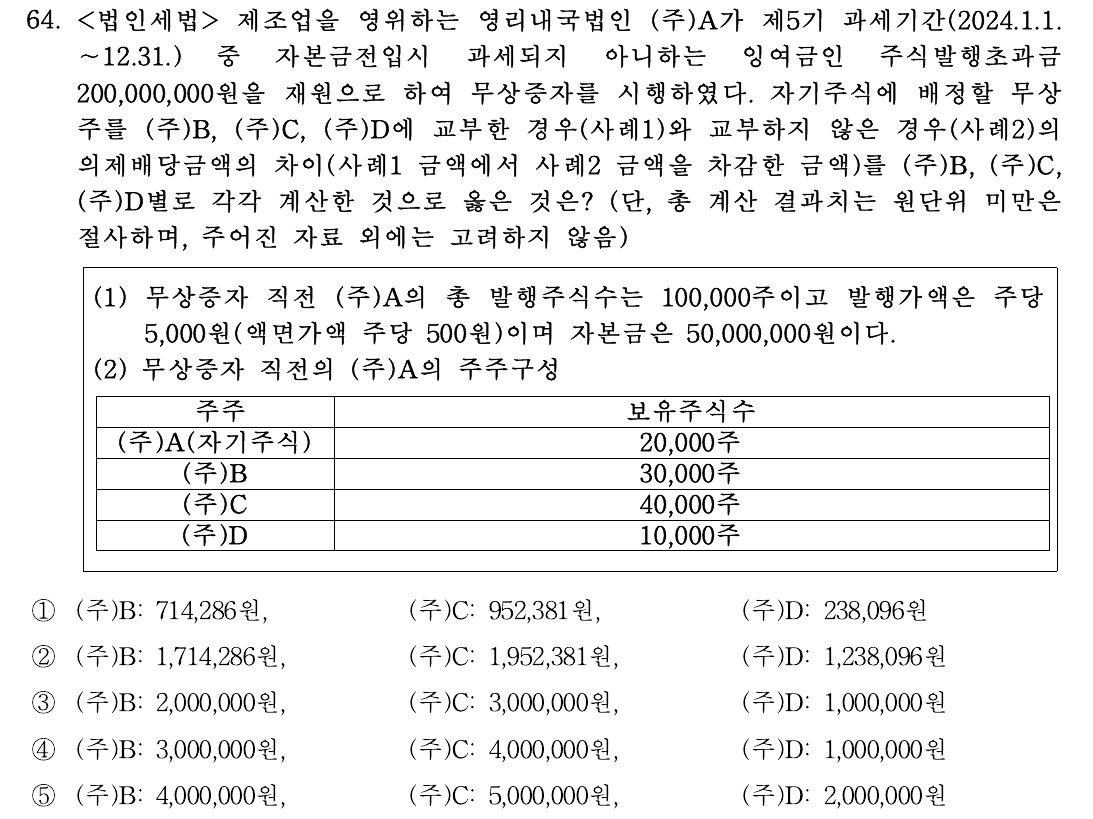 64. <법인세법> 제조업을 영위하는 영리내국법인 (주)A가 제5기 과세기간(2024.1.1.
~12.31.) 중 자본금전입시 과세되지 아니하는 잉여금인 주식발행초과금
200,000,000원을 재원으로 하여 무상증자를 시행하였다. 자기주식에 배정할 무상
주를 (주)B, (주)C, (주)D에 교부한 경우(사례1)와 교부하지 않은 경우(사례2)의
의제배당금액의 차이(사례1 금액에서 사례2 금액을 차감한 금액)를 (주)B, (주)C,
(주)D별로 각각 계산한 것으로 옳은 것은? (단, 총 계산 결과치는 원단위 미만은
절사하며, 주어진 자료 외에는 고려하지 않음)
(1) 무상증자 직전 (주)A의 총 발행주식수는 100,000주이고 발행가액은 주당
5,000원(액면가액 주당 500원)이며 자본금은 50,000,000원이다.
(2) 무상증자 직전의 (주)A의 주주구성
주주 보유주식수
(주)A(자기주식) 20,000주
(주)B 30,000주
(주)C 40,000주
(주)D 10,000주
① (주)B: 714,286원, (주)C: 952,381원, (주)D: 238,096원
② (주)B: 1,714,286원, (주)C: 1,952,381원, (주)D: 1,238,096원
③ (주)B: 2,000,000원, (주)C: 3,000,000원, (주)D: 1,000,000원
④ (주)B: 3,000,000원, (주)C: 4,000,000원, (주)D: 1,000,000원
⑤ (주)B: 4,000,000원, (주)C: 5,000,000원, (주)D: 2,000,000원